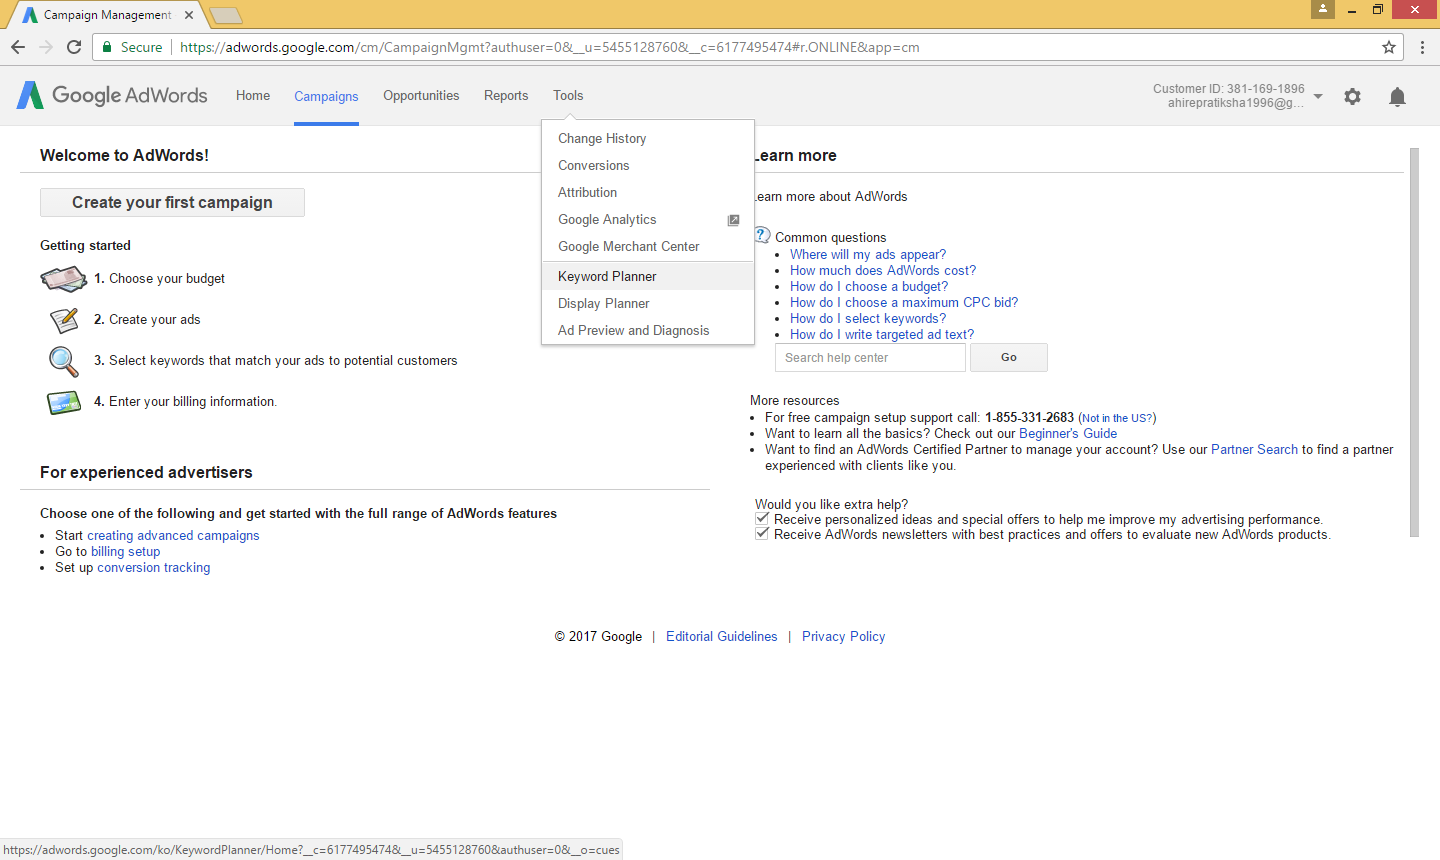 Campaign Management
Secure https://adwords.google.com/cm/CampaignMgmt?authuser=0&__u=5455128760&__c=6177495474#r.ONLINE&app=cm
Google AdWords Home Campaigns Opportunities Reports Tools
Customer ID: 381-169-1896
ahirepratiksha1996@g...
Change History
Conversions
Attribution
Google Analytics
Google Merchant Center
Keyword Planner
Display Planner
Ad Preview and Diagnosis
Welcome to AdWords!
Create your first campaign
Getting started
1. Choose your budget
2. Create your ads
3. Select keywords that match your ads to potential customers
4. Enter your billing information.
For experienced advertisers
Choose one of the following and get started with the full range of AdWords features
• Start creating advanced campaigns
• Go to billing setup
• Set up conversion tracking
Learn more
Learn more about AdWords
? Common questions
• Where will my ads appear?
• How much does AdWords cost?
• How do I choose a budget?
• How do I choose a maximum CPC bid?
• How do I select keywords?
• How do I write targeted ad text?
Search help center Go
More resources
• For free campaign setup support call: 1-855-331-2683 (Not in the US?)
• Want to learn all the basics? Check out our Beginner's Guide
• Want to find an AdWords Certified Partner to manage your account? Use our Partner Search to find a partner
experienced with clients like you.
Would you like extra help?
Receive personalized ideas and special offers to help me improve my advertising performance.
Receive AdWords newsletters with best practices and offers to evaluate new AdWords products.
© 2017 Google | Editorial Guidelines | Privacy Policy
https://adwords.google.com/ko/KeywordPlanner/Home?__c=6177495474&__u=5455128760&authuser=0&__o=cues